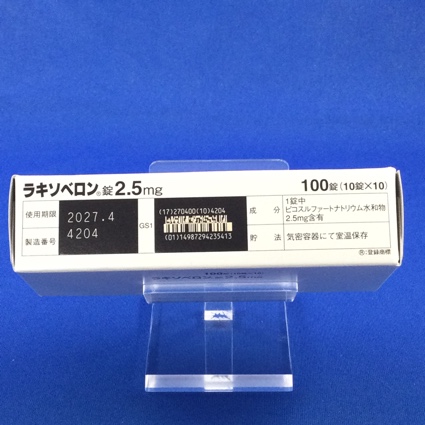 ラキソベロン®錠2.5mg
100錠(10錠×10)
使用期限 2027.4
製造番号 4204
GS1
(17)270400(10)4204
(01)14987294235413
成分 1錠中
ピコスルファートナトリウム水和物
2.5mg含有
貯法 気密容器にて室温保存
®:登録商標